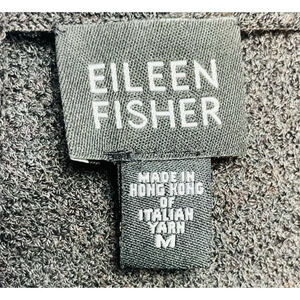 EILEEN
FISHER
MADE IN
HONG KONG
OF
ITALIAN
YARN
M